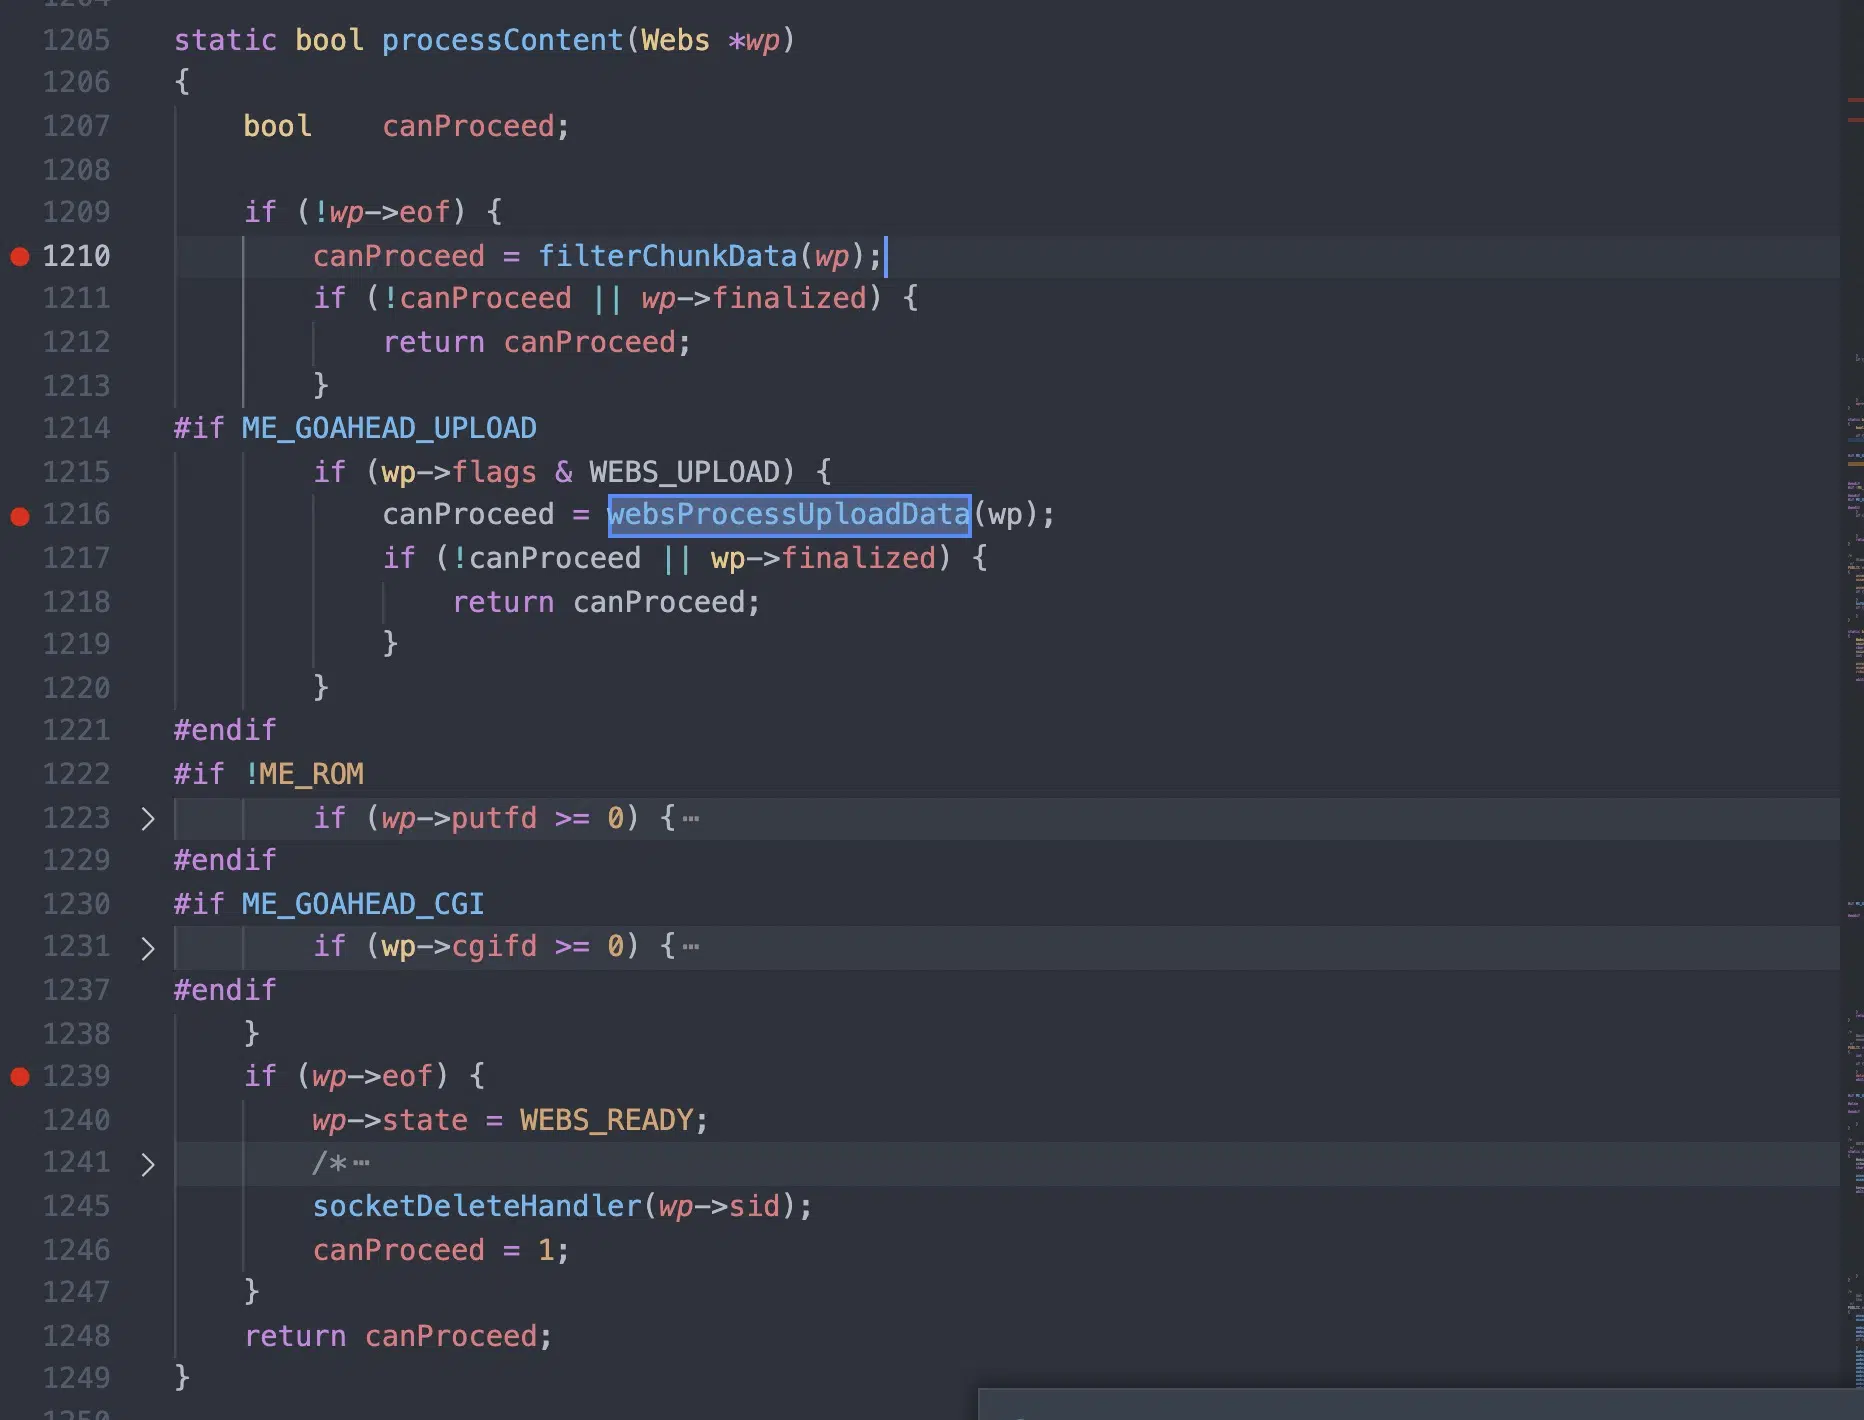 1205 static bool processContent(Webs *wp)
1206 {
1207     bool    canProceed;
1208
1209     if (!wp->eof) {
1210         canProceed = filterChunkData(wp);
1211         if (!canProceed || wp->finalized) {
1212             return canProceed;
1213         }
1214 #if ME_GOAHEAD_UPLOAD
1215         if (wp->flags & WEBS_UPLOAD) {
1216             canProceed = websProcessUploadData(wp);
1217             if (!canProceed || wp->finalized) {
1218                 return canProceed;
1219             }
1220         }
1221 #endif
1222 #if !ME_ROM
1223 >       if (wp->putfd >= 0) {⋯
1229 #endif
1230 #if ME_GOAHEAD_CGI
1231 >       if (wp->cgifd >= 0) {⋯
1237 #endif
1238     }
1239     if (wp->eof) {
1240         wp->state = WEBS_READY;
1241 >       /*⋯
1245         socketDeleteHandler(wp->sid);
1246         canProceed = 1;
1247     }
1248     return canProceed;
1249 }